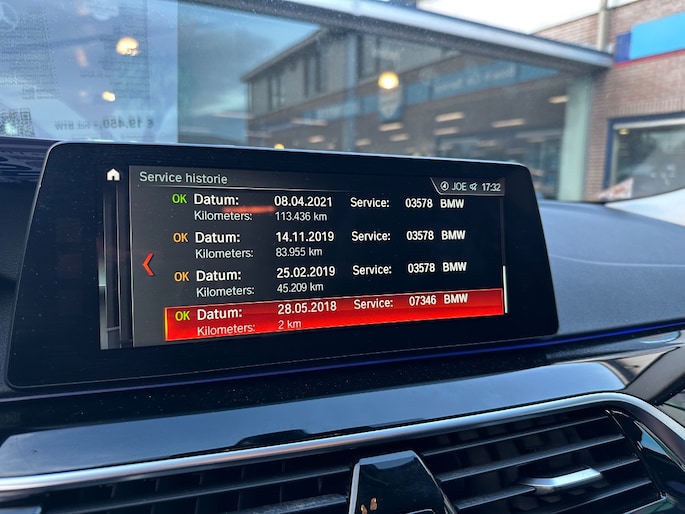 € 19.450,-
Service historie
JOE 17:32
OK Datum: 08.04.2021 Service: 03578 BMW
Kilometers: 113.436 km
OK Datum: 14.11.2019 Service: 03578 BMW
Kilometers: 83.955 km
OK Datum: 25.02.2019 Service: 03578 BMW
Kilometers: 45.209 km
OK Datum: 28.05.2018 Service: 07346 BMW
Kilometers: 2 km